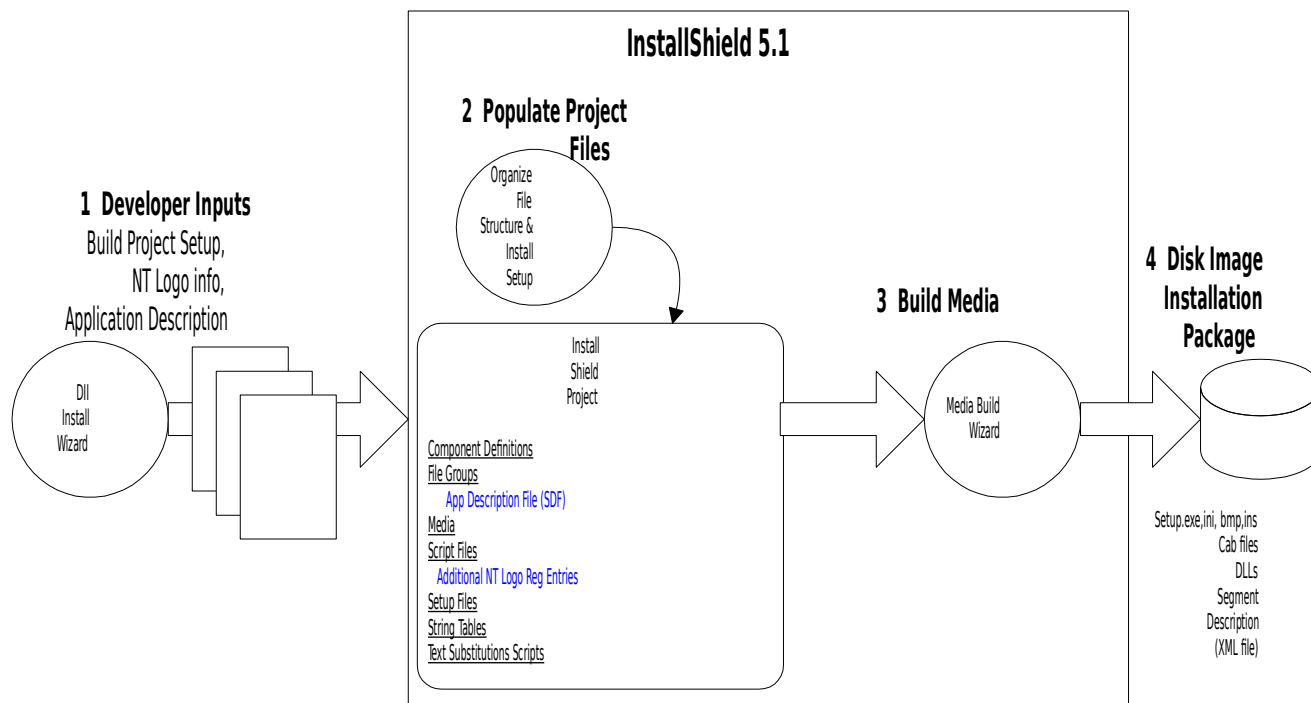 InstallShield 5.1
1 Developer Inputs
Build Project Setup,
NT Logo info,
Application Description
DII
Install
Wizard
2 Populate Project
Files
Organize
File
Structure &
Install
Setup
Install
Shield
Project
Component Definitions
File Groups
App Description File (SDF)
Media
Script Files
Additional NT Logo Reg Entries
Setup Files
String Tables
Text Substitutions Scripts
3 Build Media
Media Build
Wizard
4 Disk Image
Installation
Package
Setup.exe,ini, bmp,ins
Cab files
DLLs
Segment
Description
(XML file)